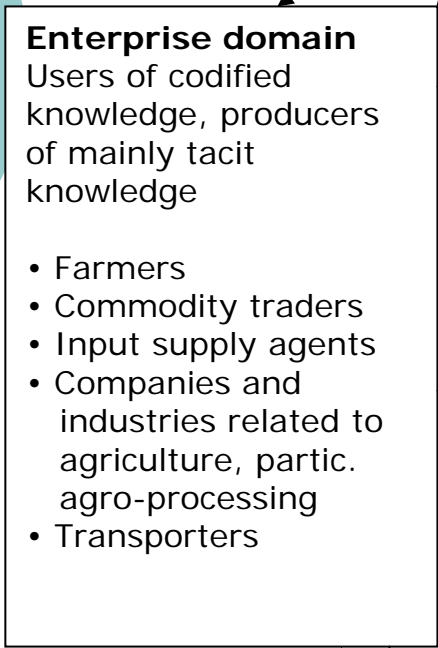 Enterprise domain
Users of codified
knowledge, producers
of mainly tacit
knowledge
• Farmers
• Commodity traders
• Input supply agents
• Companies and
industries related to
agriculture, partic.
agro-processing
• Transporters